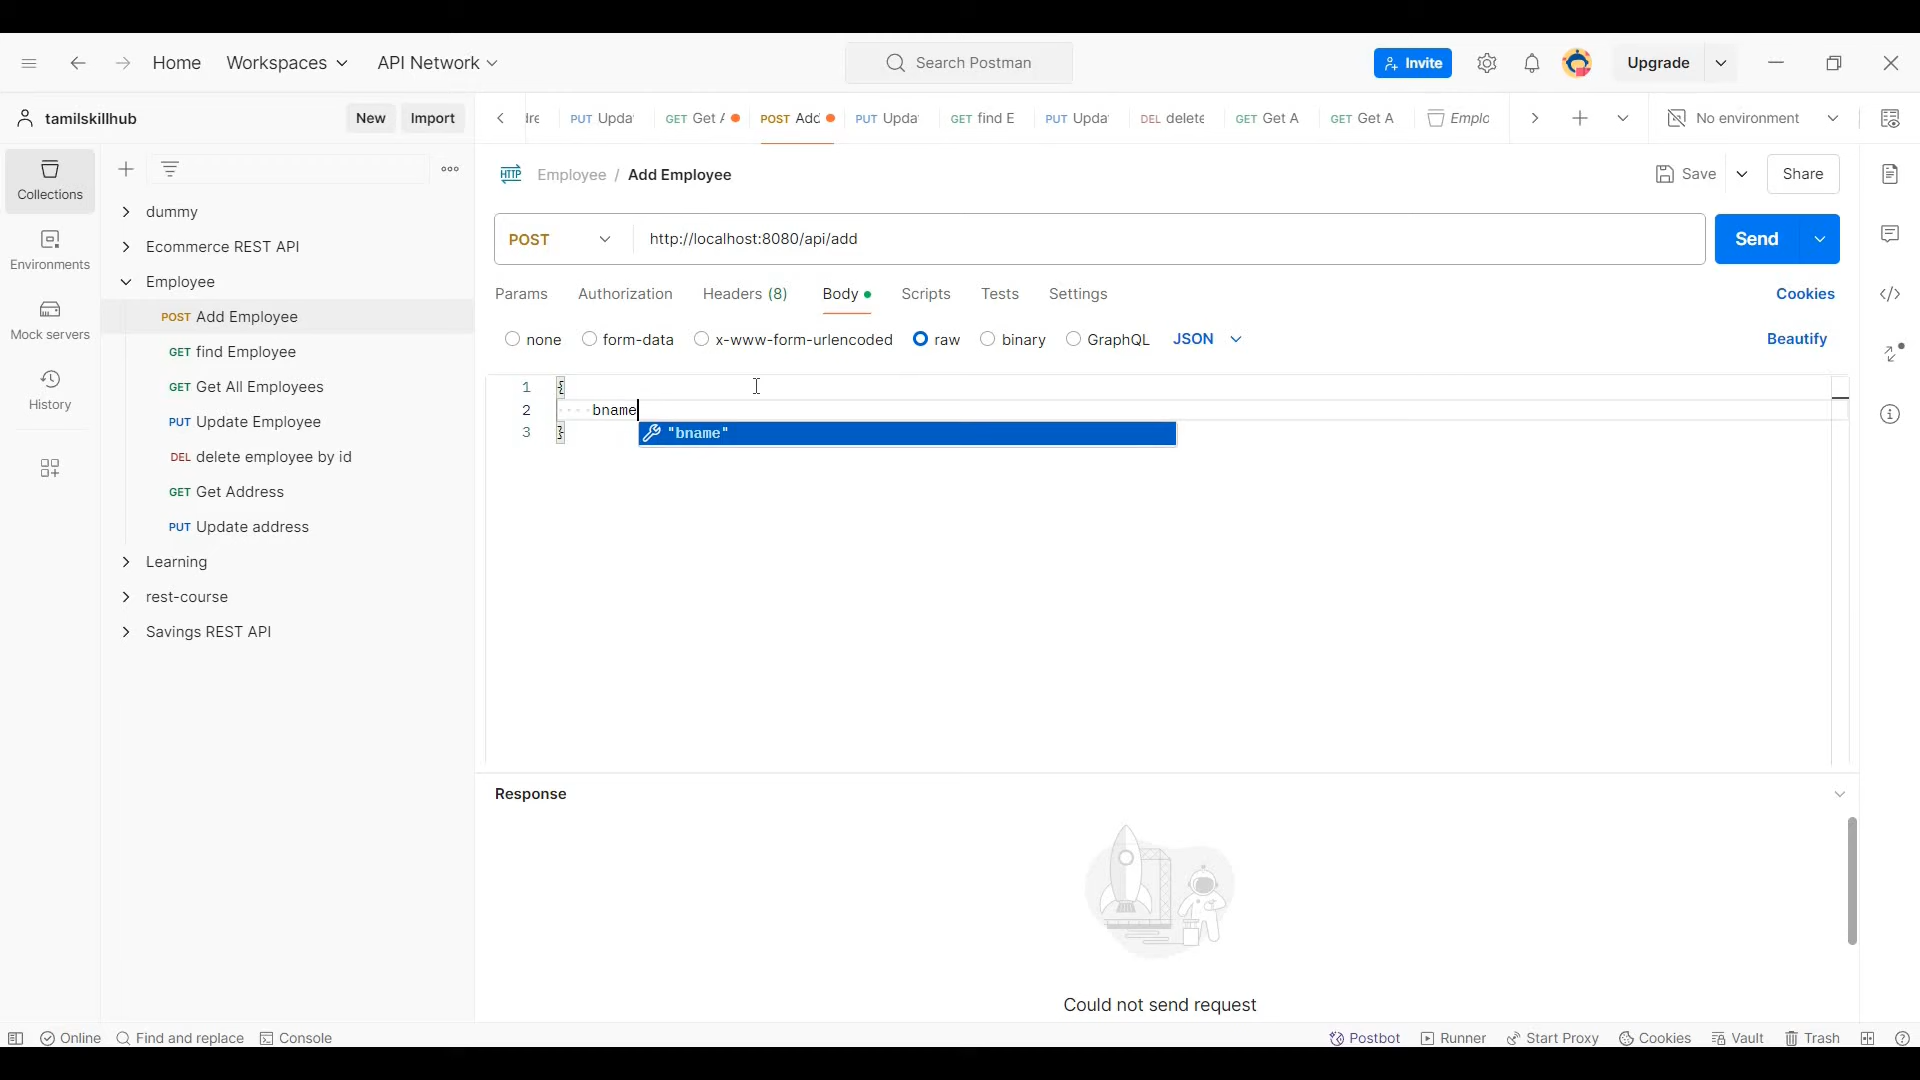 Home Workspaces API Network Search Postman Invite Upgrade
tamilskillhub New Import PUT Upda GET Get A POST Add PUT Upda GET find E PUT Upda DEL delete GET Get A GET Get A Emplo No environment
Employee / Add Employee Save Share
Collections
Environments
Mock servers
History
dummy
Ecommerce REST API
Employee
POST Add Employee
GET find Employee
GET Get All Employees
PUT Update Employee
DEL delete employee by id
GET Get Address
PUT Update address
Learning
rest-course
Savings REST API
POST http://localhost:8080/api/add Send
Params Authorization Headers (8) Body Scripts Tests Settings Cookies
none form-data x-www-form-urlencoded raw binary GraphQL JSON Beautify
1 {
2 bname
3 } "bname"
Response
Could not send request
Online Find and replace Console Postbot Runner Start Proxy Cookies Vault Trash